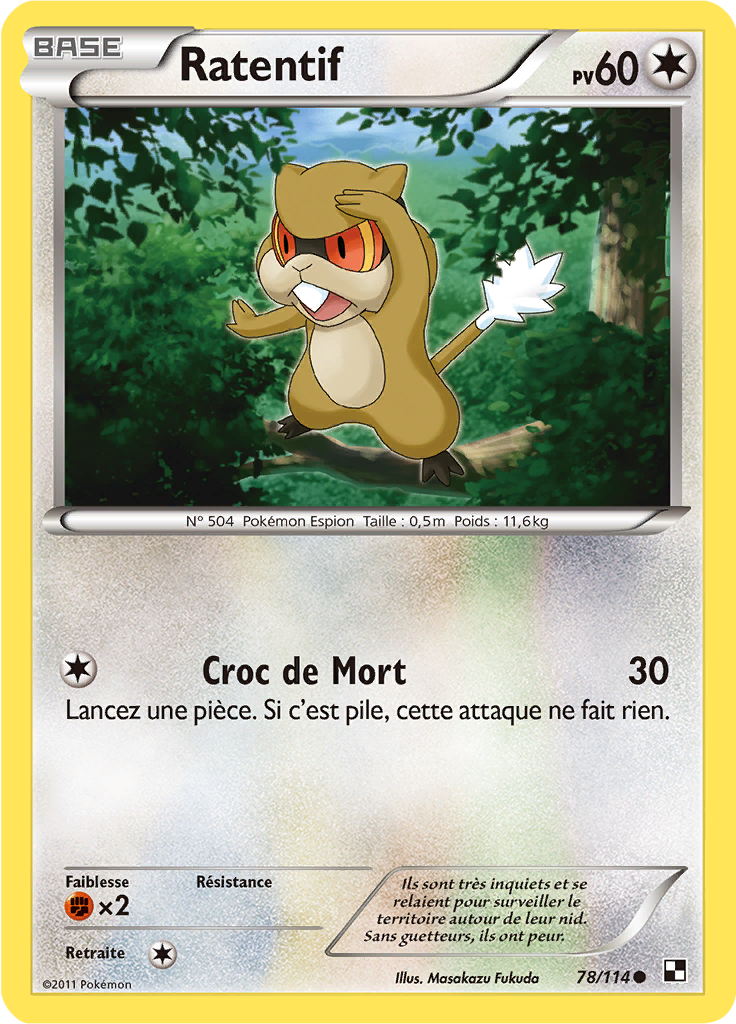 BASE
Ratentif
PV60
N° 504 Pokémon Espion Taille : 0,5m Poids : 11,6kg
Croc de Mort 30
Lancez une pièce. Si c'est pile, cette attaque ne fait rien.
Faiblesse
×2
Résistance
Retraite
Ils sont très inquiets et se
relaient pour surveiller le
territoire autour de leur nid.
Sans guetteurs, ils ont peur.
©2011 Pokémon
Illus. Masakazu Fukuda
78/114